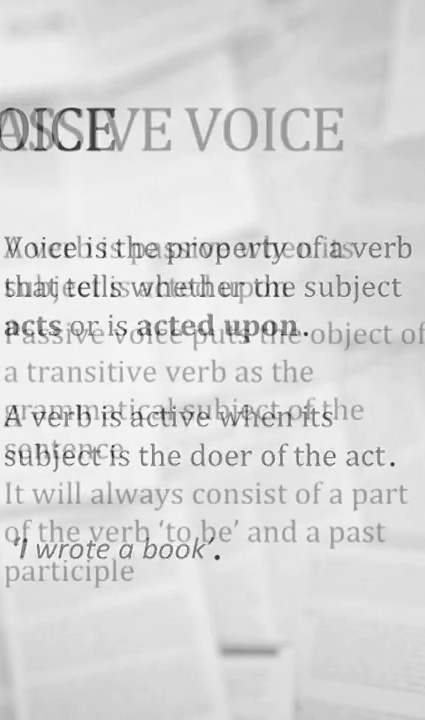 OICE
ASSIVE VOICE
Voice is the property of a verb
A verb is passive when its
that tells whether the subject
subject is acted upon
acts or is acted upon.
Passive voice puts the object of
a transitive verb as the
grammatical subject of the
A verb is active when its
sentence
subject is the doer of the act.
It will always consist of a part
of the verb ‘to be’ and a past
‘I wrote a book’.
participle